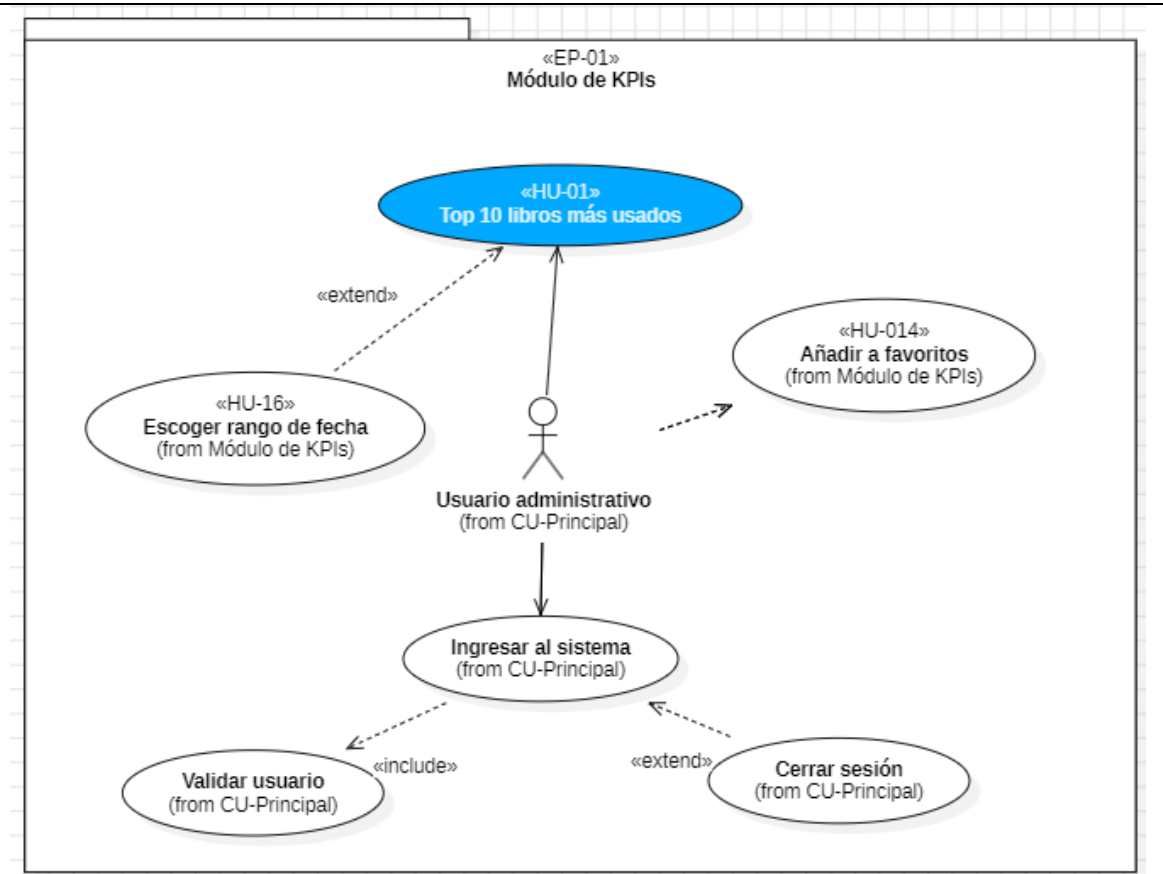 «EP-01»
Módulo de KPIs
«HU-01»
Top 10 libros más usados
«extend»
«HU-014»
Añadir a favoritos
(from Módulo de KPIs)
«HU-16»
Escoger rango de fecha
(from Módulo de KPIs)
Usuario administrativo
(from CU-Principal)
Ingresar al sistema
(from CU-Principal)
«include»
«extend»
Validar usuario
(from CU-Principal)
Cerrar sesión
(from CU-Principal)